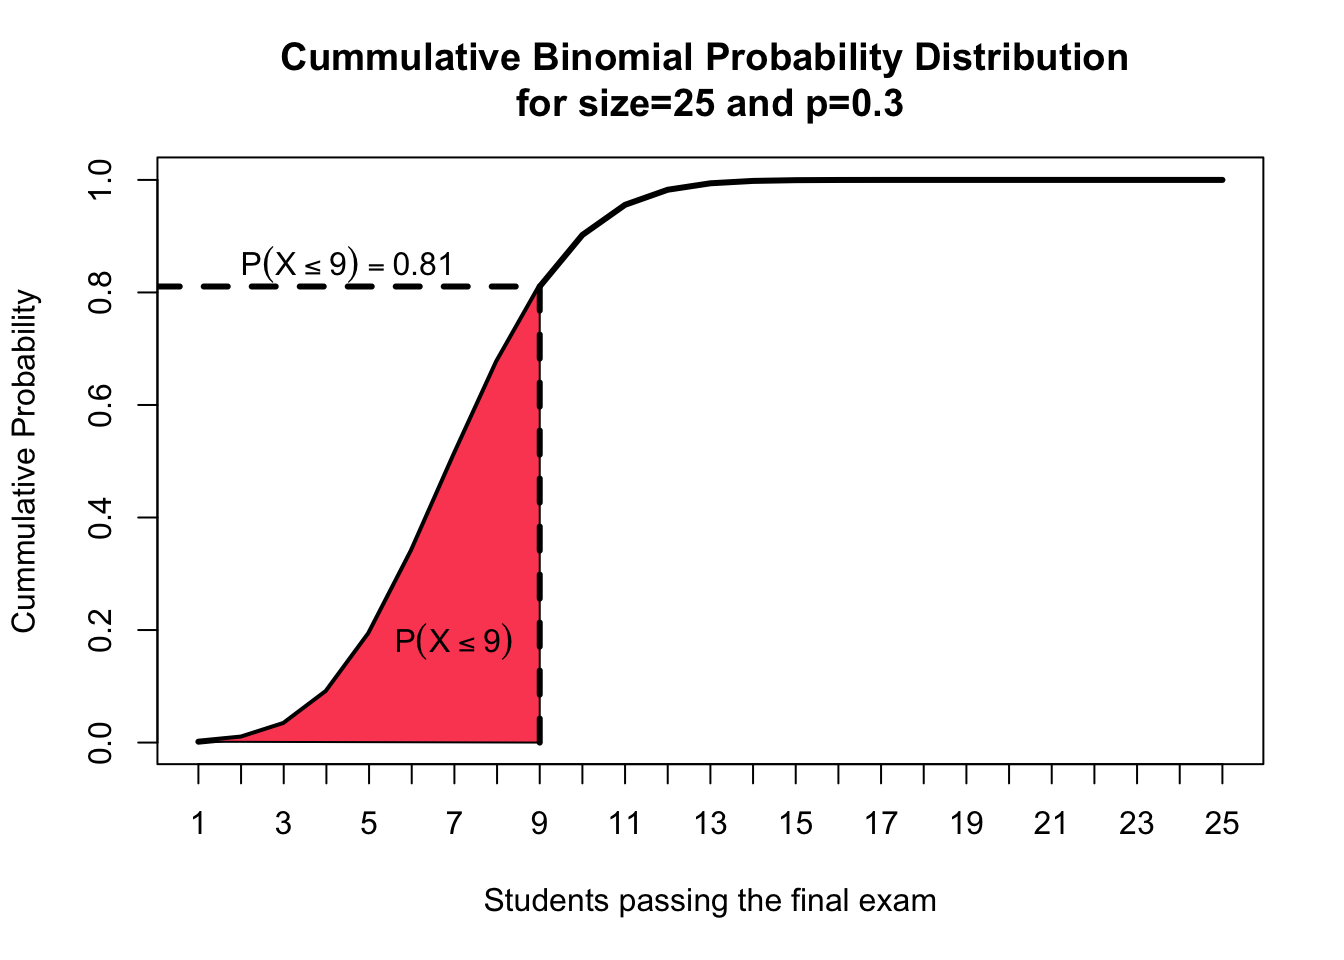 Cummulative Binomial Probability Distribution
for size=25 and p=0.3
Cummulative Probability
1.0
0.8
0.6
0.4
0.2
0.0
P(X ≤ 9) = 0.81
P(X ≤ 9)
1 3 5 7 9 11 13 15 17 19 21 23 25
Students passing the final exam